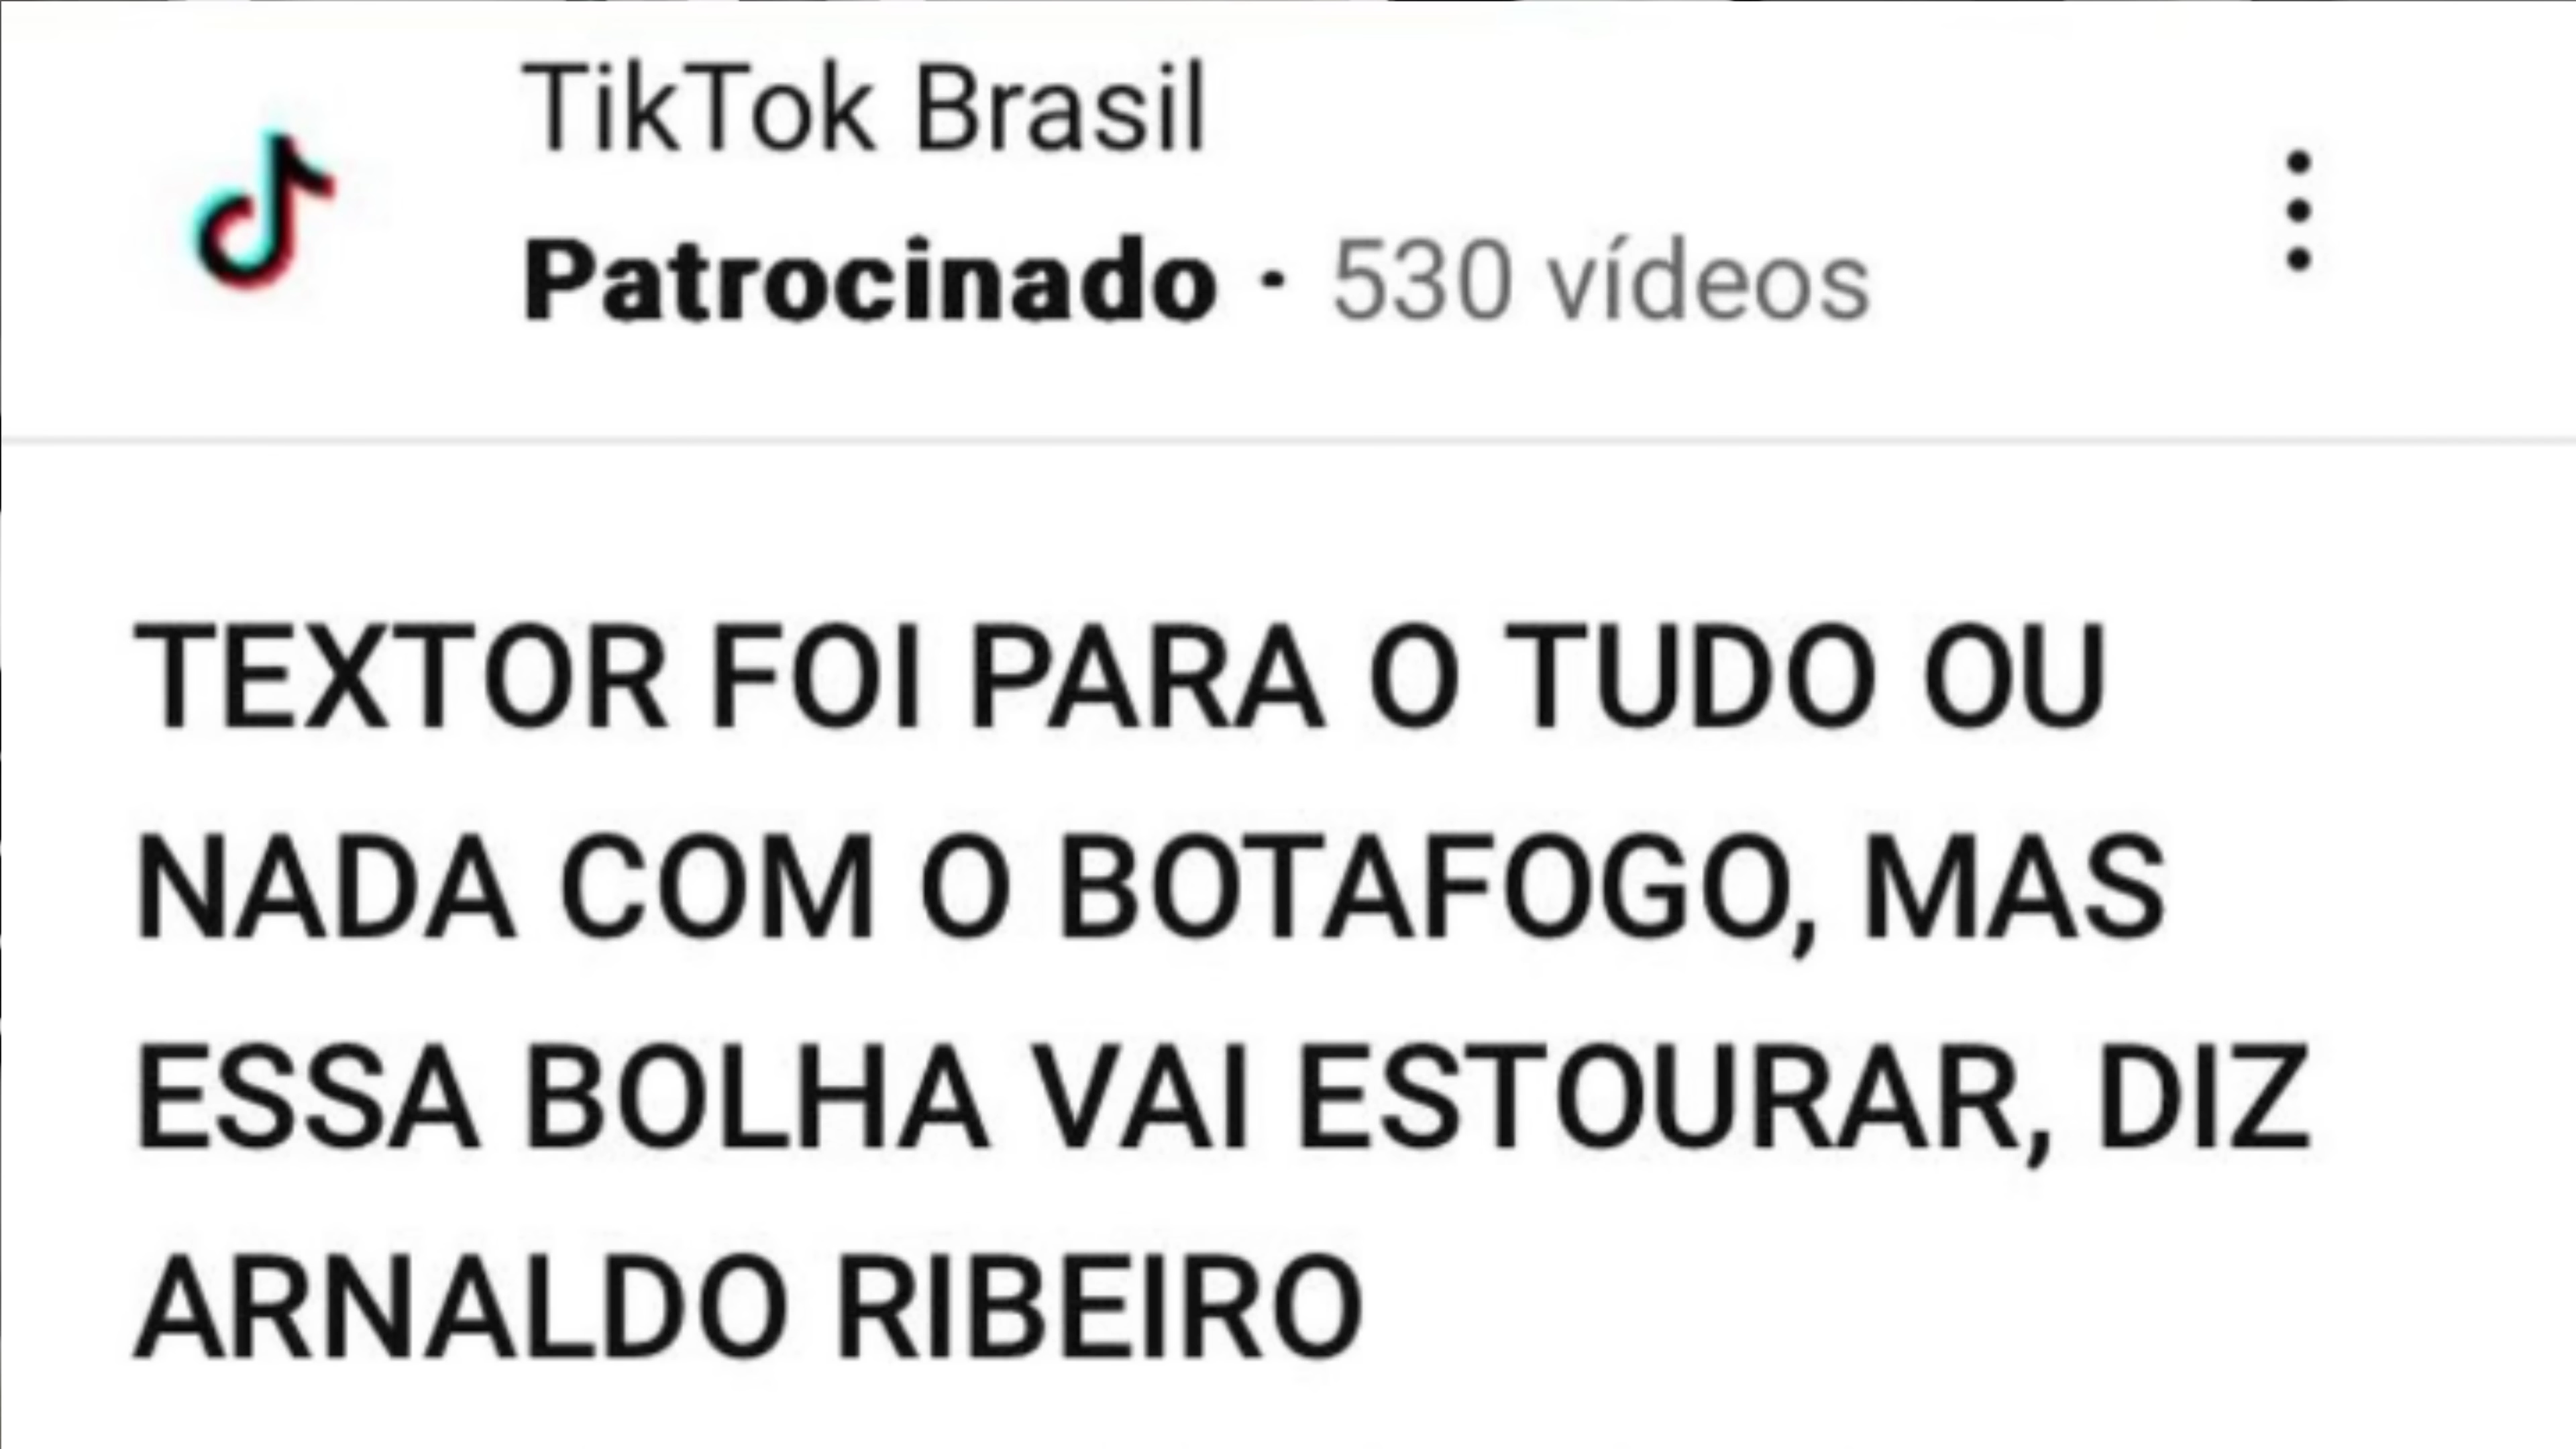 TikTok Brasil
Patrocinado · 530 vídeos
TEXTOR FOI PARA O TUDO OU
NADA COM O BOTAFOGO, MAS
ESSA BOLHA VAI ESTOURAR, DIZ
ARNALDO RIBEIRO